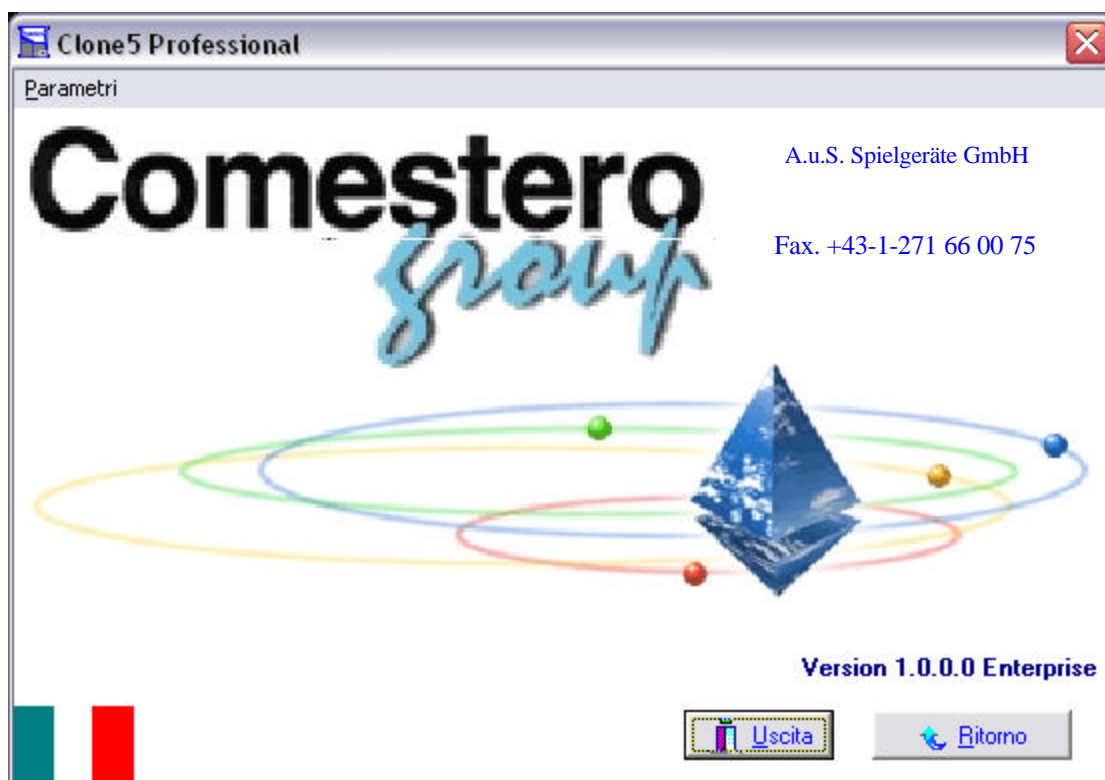 Clone5 Professional
Parametri
Comestero
group
A.u.S. Spielgeräte GmbH
Fax. +43-1-271 66 00 75
Version 1.0.0.0 Enterprise
Uscita
Ritorno